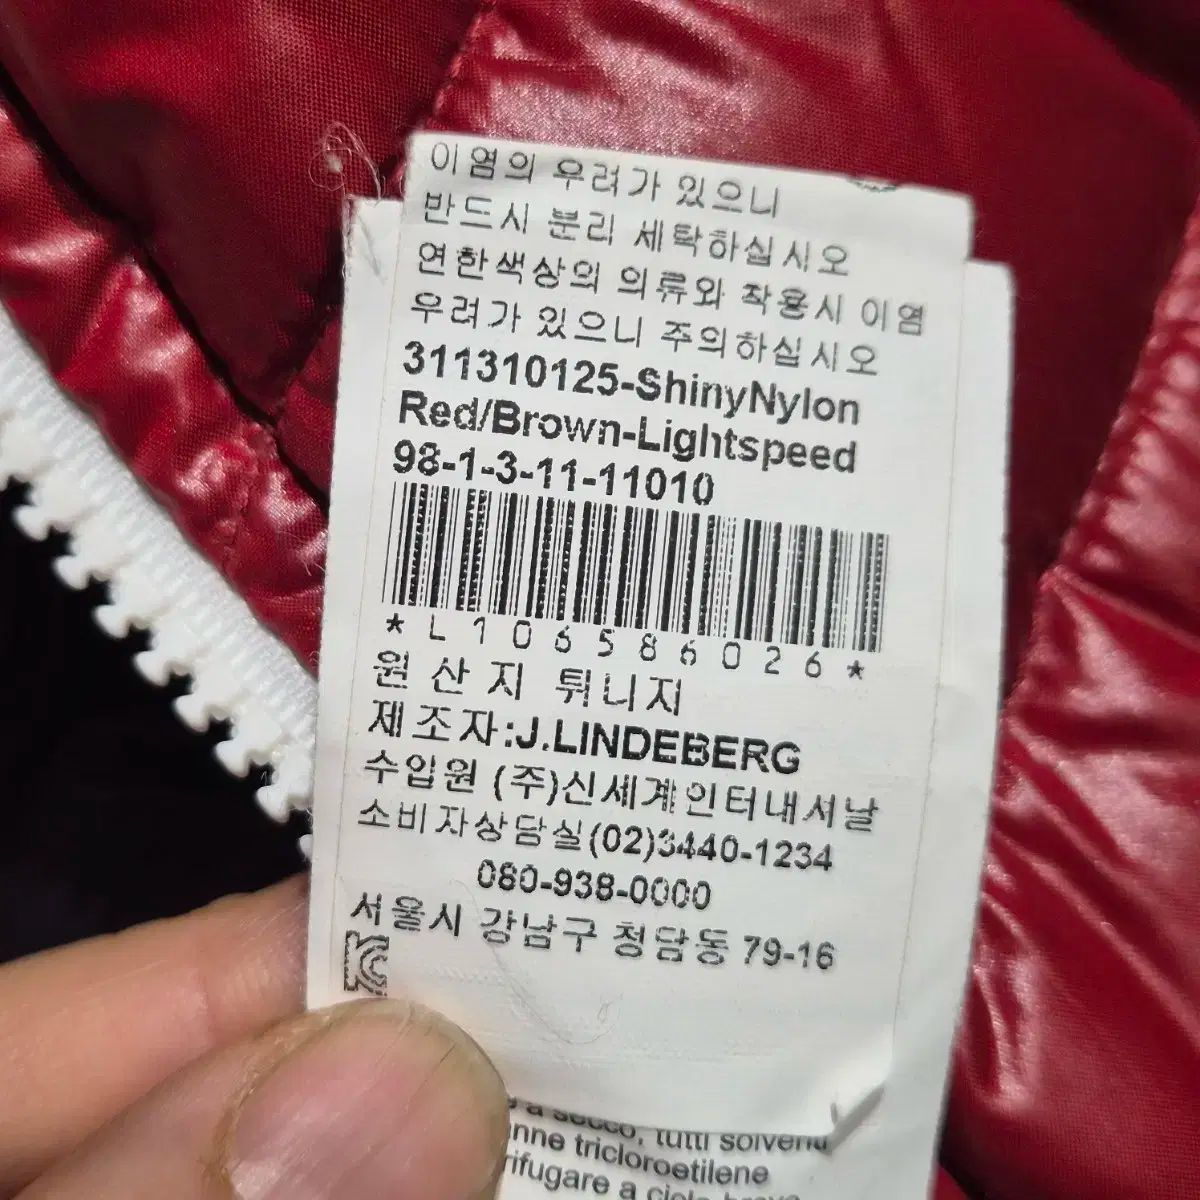 이염의 우려가 있으니
반드시 분리 세탁하십시오
연한색상의 의류와 착용시 이염
우려가 있으니 주의하십시오
311310125-ShinyNylon
Red/Brown-Lightspeed
98-1-3-11-11010
*L106586026*
원산지 튀니지
제조자:J.LINDEBERG
수입원 (주)신세계인터내셔날
소비자상담실(02)3440-1234
080-938-0000
서울시 강남구 청담동 79-16
a secco, tutti solventi
tricloroetilene
a ciclo breve